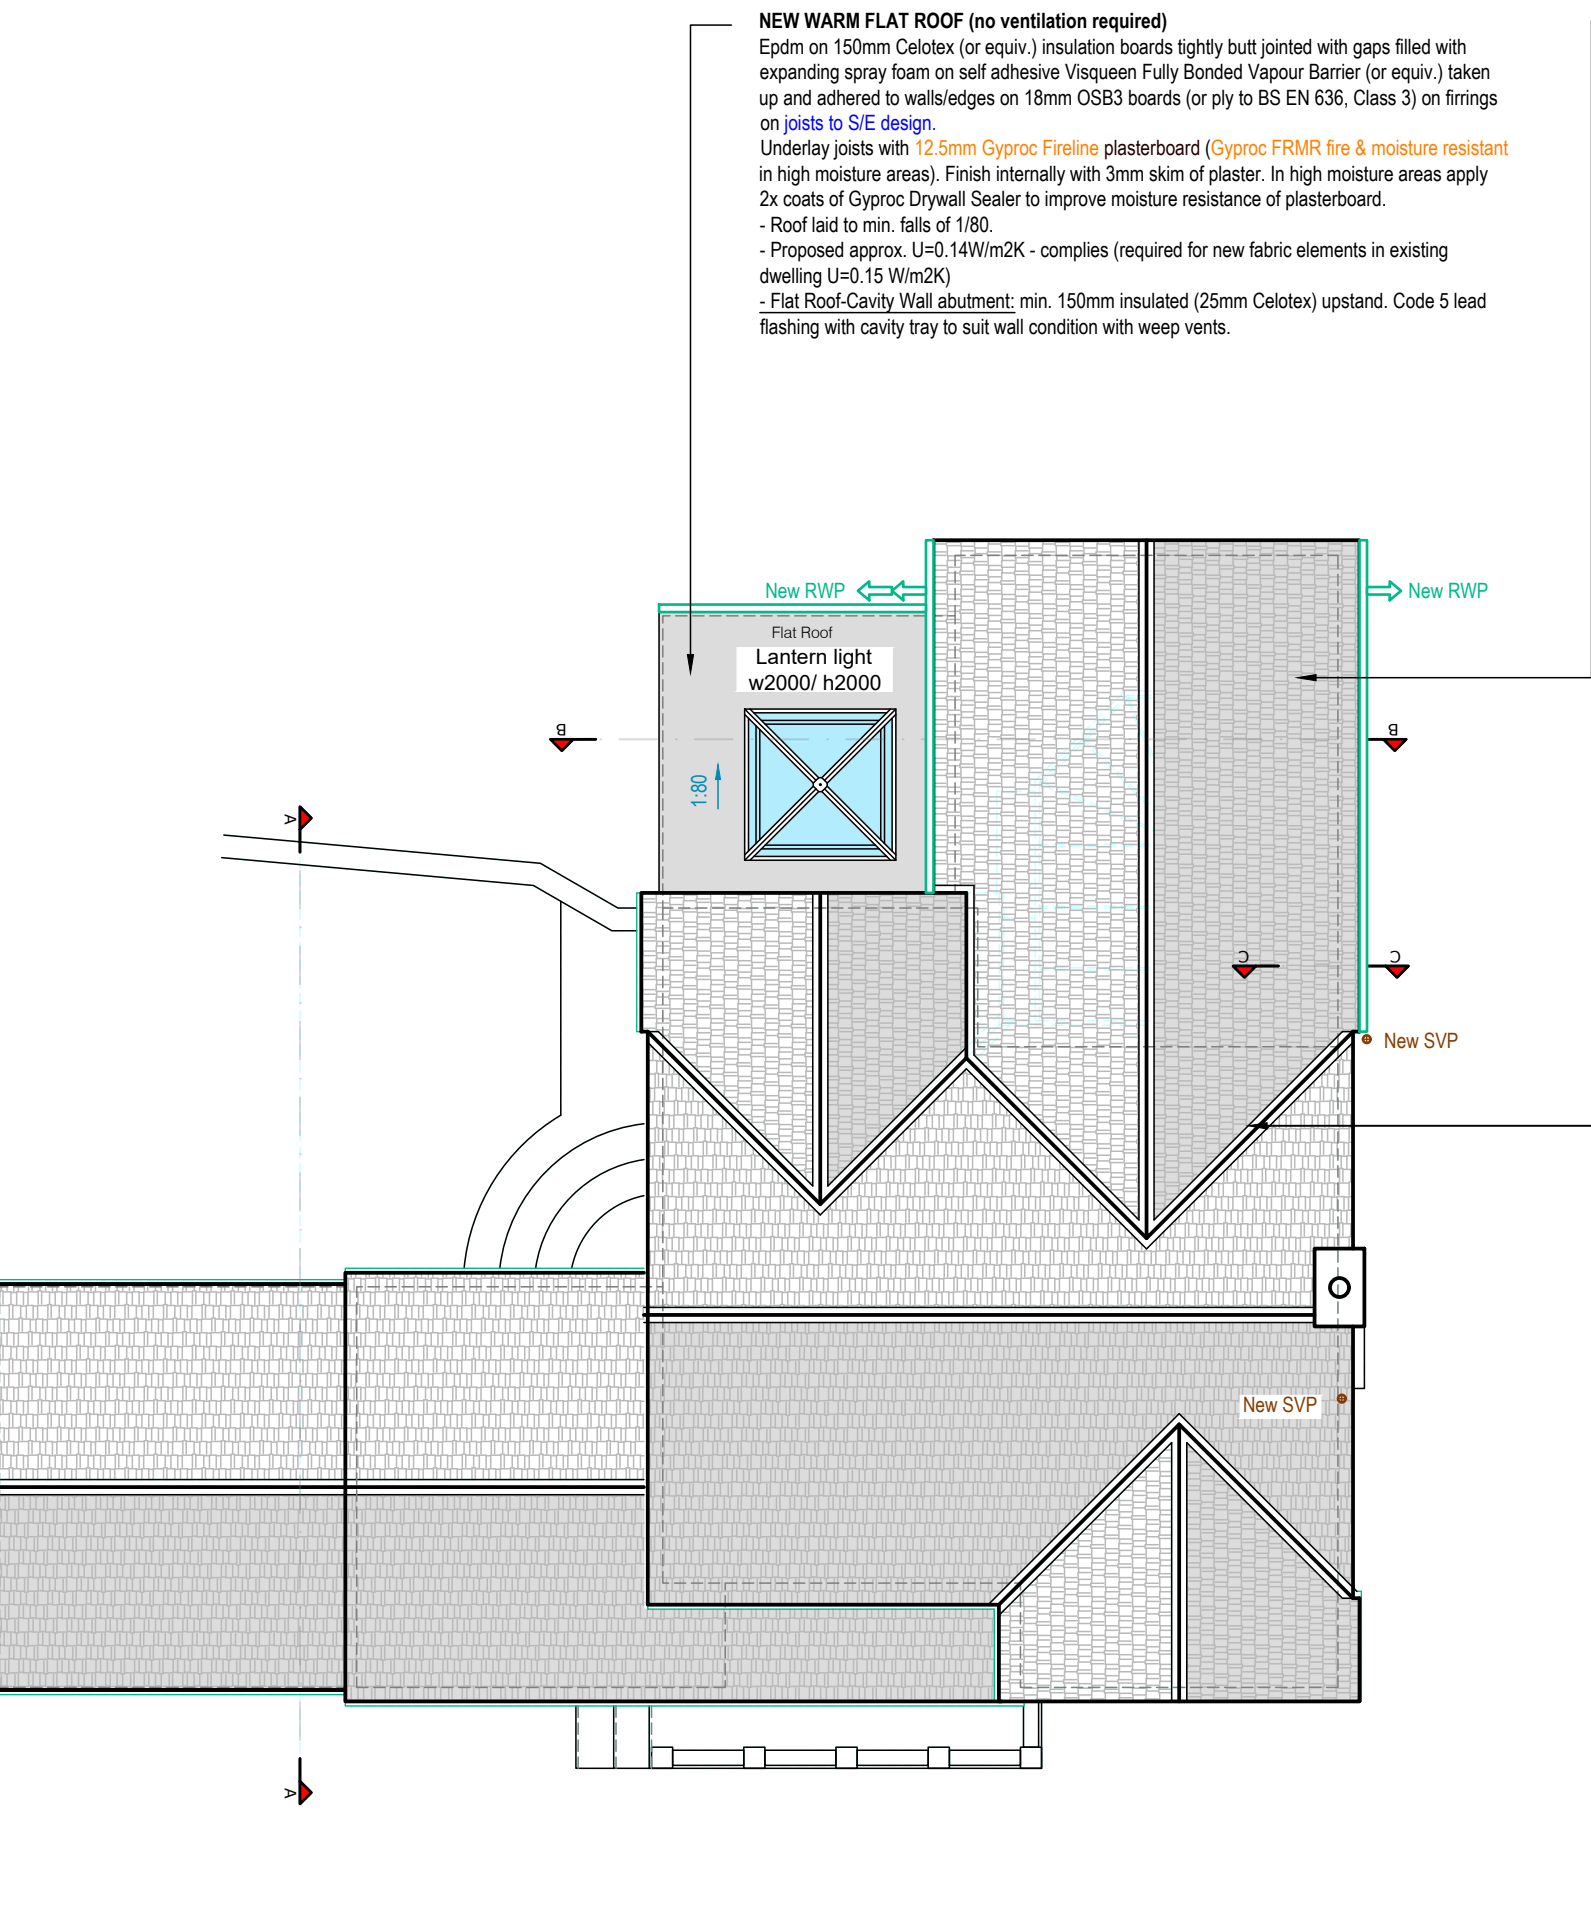 NEW WARM FLAT ROOF (no ventilation required)
Epdm on 150mm Celotex (or equiv.) insulation boards tightly butt jointed with gaps filled with
expanding spray foam on self adhesive Visqueen Fully Bonded Vapour Barrier (or equiv.) taken
up and adhered to walls/edges on 18mm OSB3 boards (or ply to BS EN 636, Class 3) on firrings
on joists to S/E design.
Underlay joists with 12.5mm Gyproc Fireline plasterboard (Gyproc FRMR fire & moisture resistant
in high moisture areas). Finish internally with 3mm skim of plaster. In high moisture areas apply
2x coats of Gyproc Drywall Sealer to improve moisture resistance of plasterboard.
- Roof laid to min. falls of 1/80.
- Proposed approx. U=0.14W/m2K - complies (required for new fabric elements in existing
dwelling U=0.15 W/m2K)
- Flat Roof-Cavity Wall abutment: min. 150mm insulated (25mm Celotex) upstand. Code 5 lead
flashing with cavity tray to suit wall condition with weep vents.
New RWP
New RWP
Flat Roof
Lantern light
w2000/ h2000
B
B
1:80
A
C
C
New SVP
New SVP
A